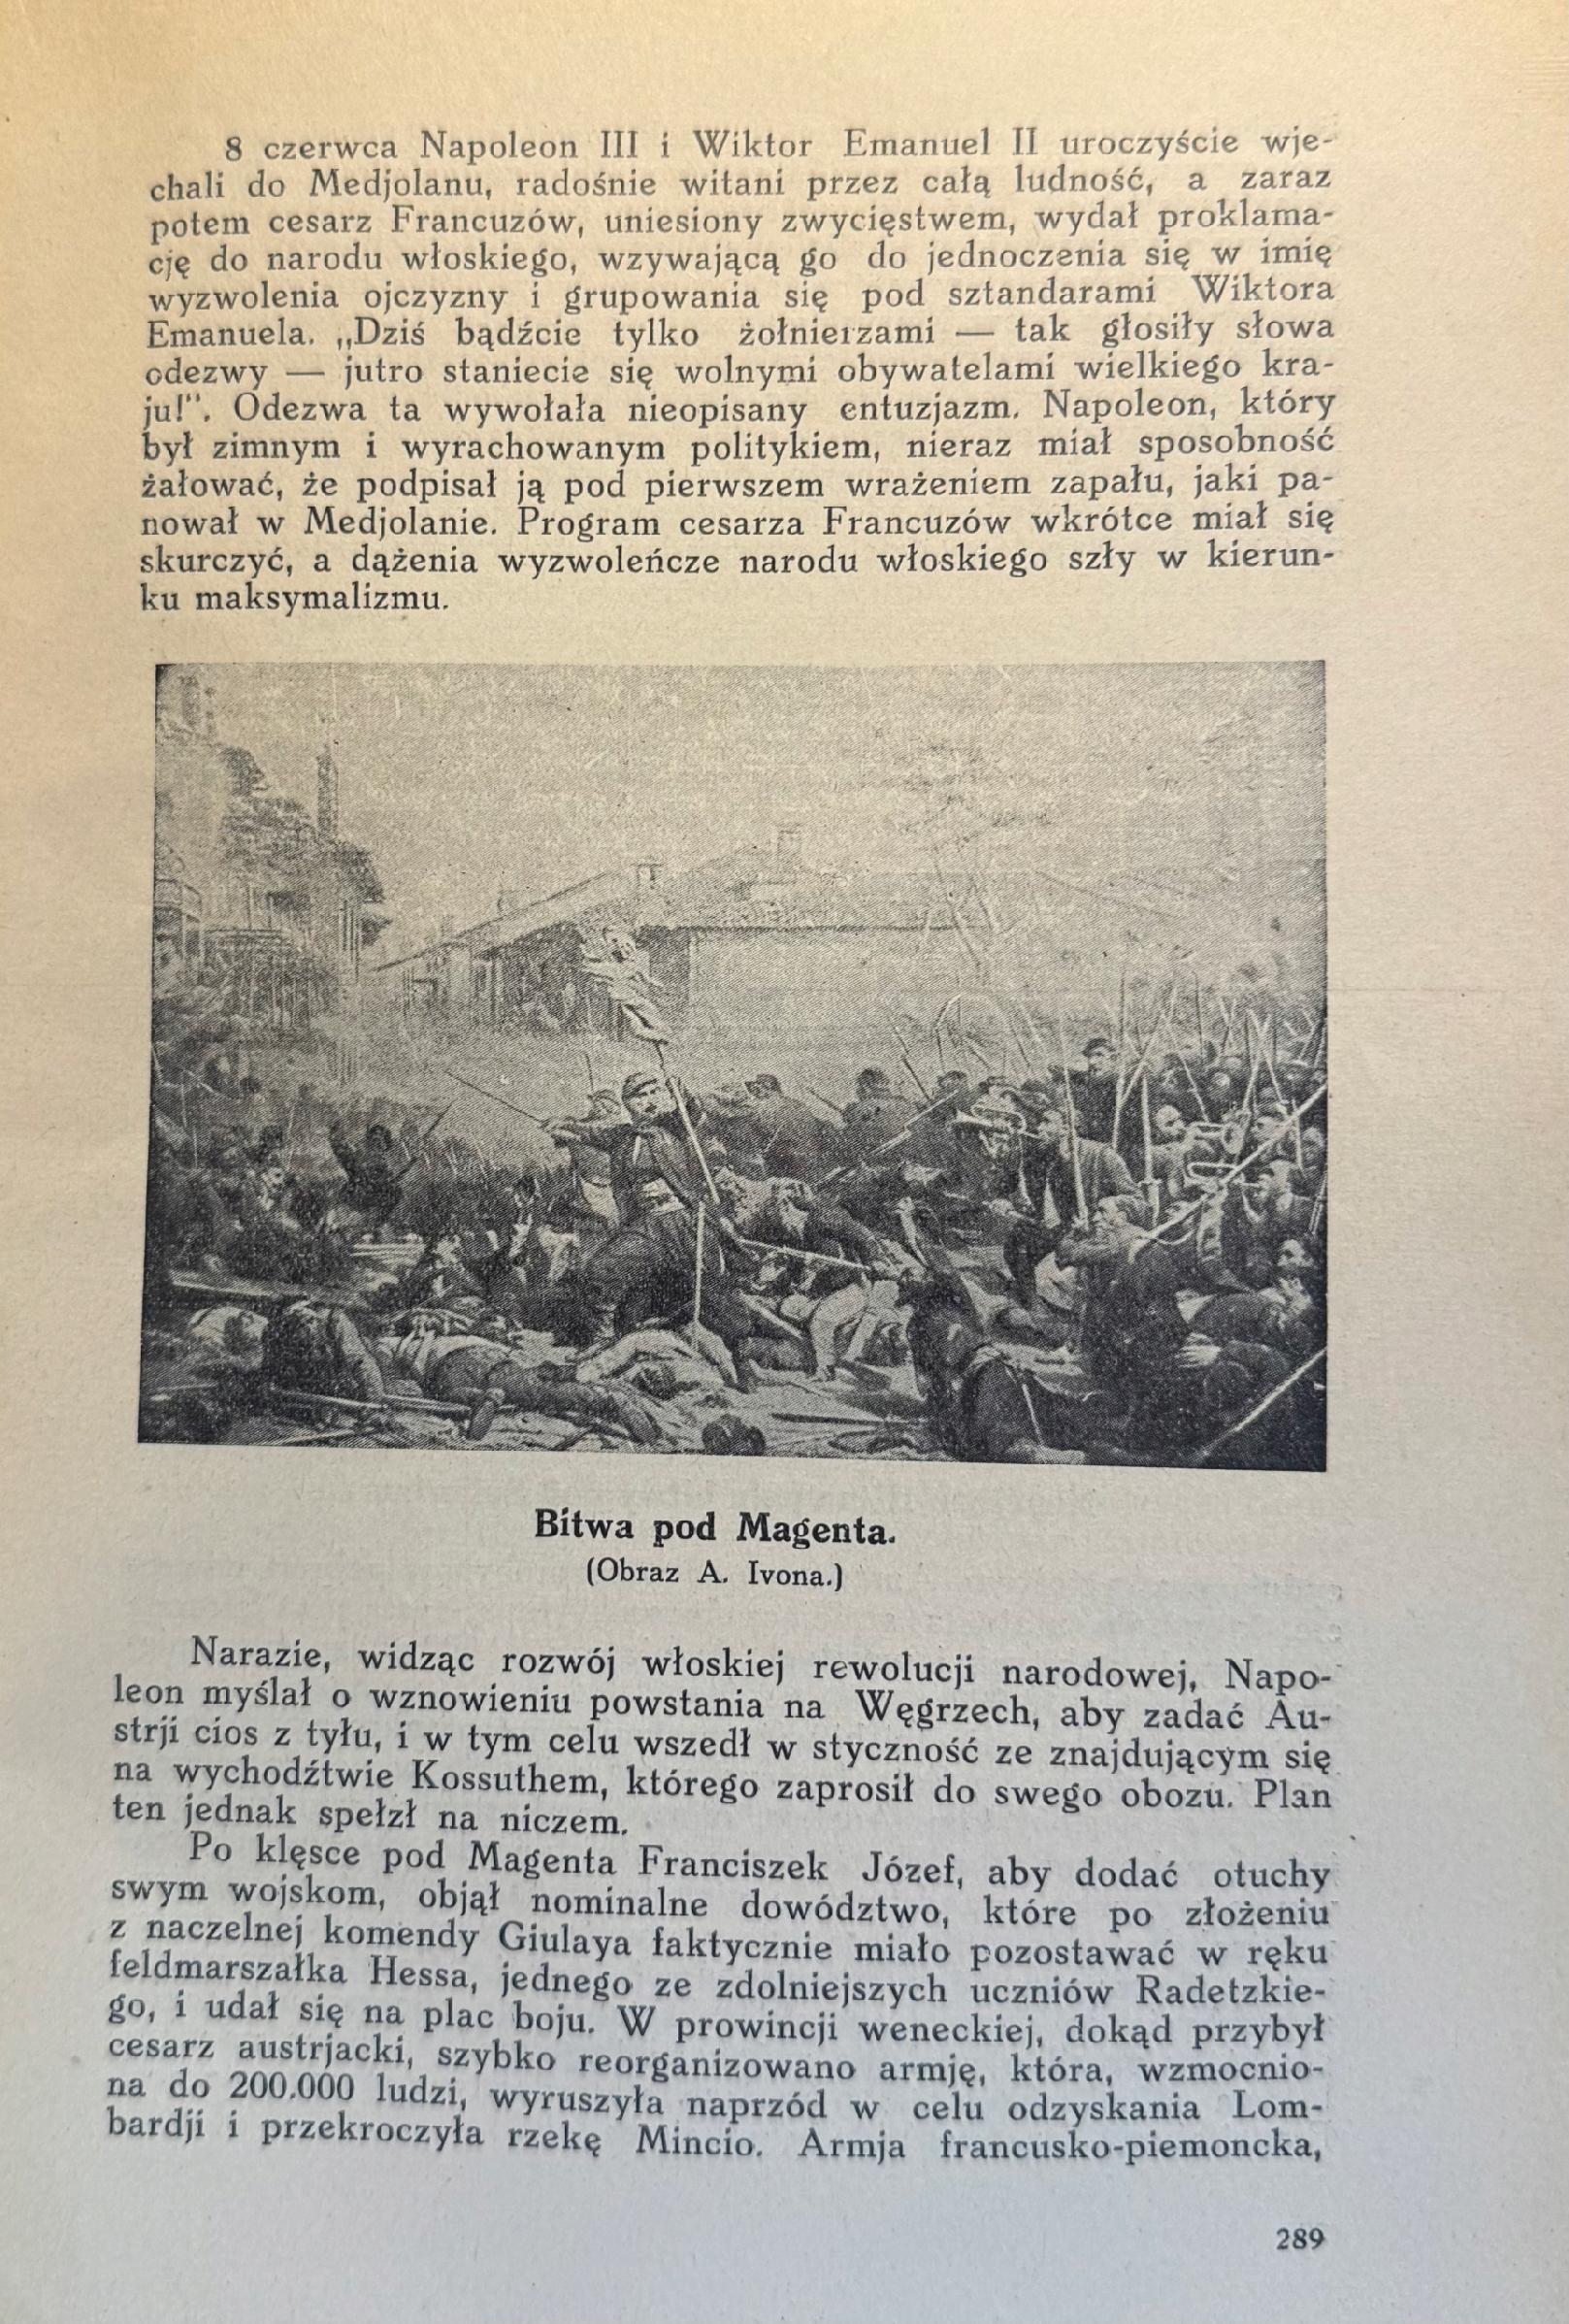 8 czerwca Napoleon III i Wiktor Emanuel II uroczyście wje-
chali do Medjolanu, radośnie witani przez całą ludność, a zaraz
potem cesarz Francuzów, uniesiony zwycięstwem, wydał proklama-
cję do narodu włoskiego, wzywającą go do jednoczenia się w imię
wyzwolenia ojczyzny i grupowania się pod sztandarami Wiktora
Emanuela. „Dziś bądźcie tylko żołnierzami — tak głosiły słowa
odezwy — jutro staniecie się wolnymi obywatelami wielkiego kra-
ju!". Odezwa ta wywołała nieopisany entuzjazm. Napoleon, który
był zimnym i wyrachowanym politykiem, nieraz miał sposobność
żałować, że podpisał ją pod pierwszem wrażeniem zapału, jaki pa-
nował w Medjolanie. Program cesarza Francuzów wkrótce miał się
skurczyć, a dążenia wyzwoleńcze narodu włoskiego szły w kierun-
ku maksymalizmu.
Bitwa pod Magenta.
(Obraz A. Ivona.)
Narazie, widząc rozwój włoskiej rewolucji narodowej, Napo-
leon myślał o wznowieniu powstania na Węgrzech, aby zadać Au-
strji cios z tyłu, i w tym celu wszedł w styczność ze znajdującym się
na wychodźtwie Kossuthem, którego zaprosił do swego obozu. Plan
ten jednak spełzł na niczem.
Po klęsce pod Magenta Franciszek Józef, aby dodać otuchy
swym wojskom, objął nominalne dowództwo, które po złożeniu
z naczelnej komendy Giulaya faktycznie miało pozostawać w ręku
feldmarszałka Hessa, jednego ze zdolniejszych uczniów Radetzkie-
go, i udał się na plac boju. W prowincji weneckiej, dokąd przybył
cesarz austrjacki, szybko reorganizowano armję, która, wzmocnio-
na do 200.000 ludzi, wyruszyła naprzód w celu odzyskania Lom-
bardji i przekroczyła rzekę Mincio. Armja francusko-piemoncka,
289